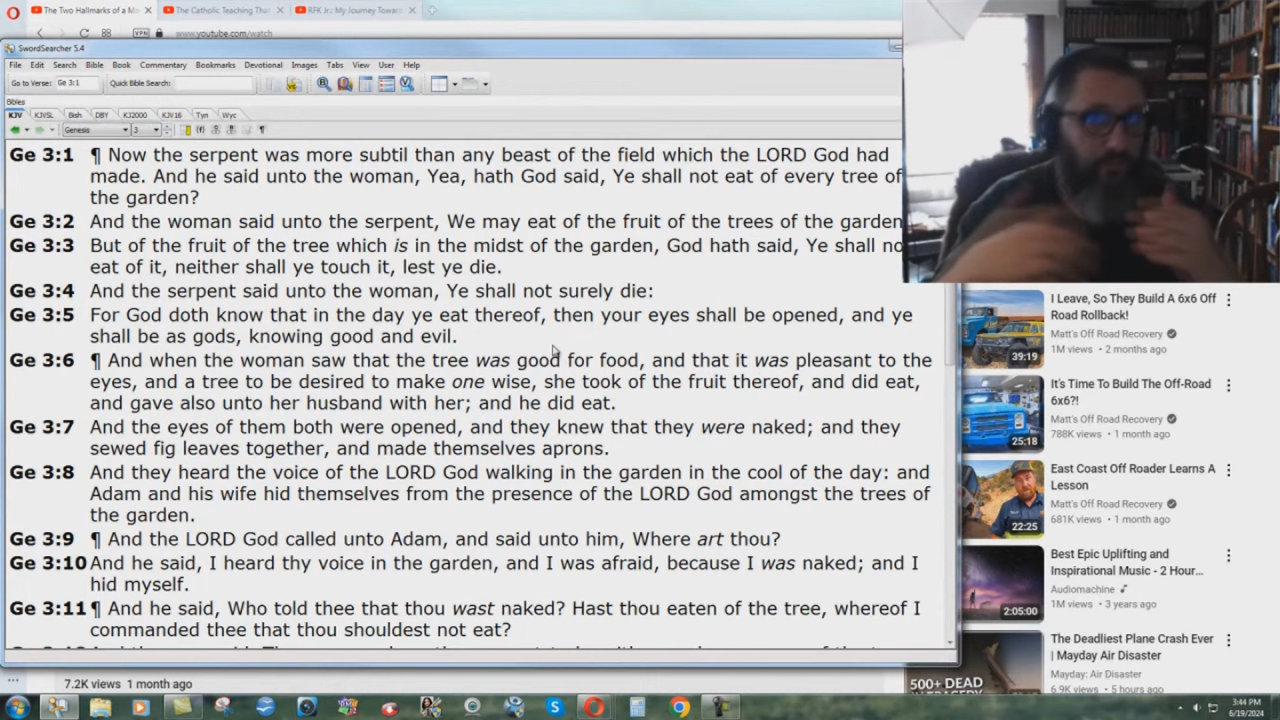 The Two Hallmarks of a Ma
The Catholic Teaching That
RFK Jr.: My Journey Towar
88
VPN
www.youtube.com/watch
SwordSearcher 5.4
File Edit Search Bible Book Commentary Bookmarks Devotional Images Tabs View User Help
Go to Verse: Ge 3:1 Quick Bible Search:
Bibles
KJV KJVSL Bish DBY KJ2000 KJV16 Tyn Wyc
Genesis 3
Ge 3:1 ¶ Now the serpent was more subtil than any beast of the field which the LORD God had
made. And he said unto the woman, Yea, hath God said, Ye shall not eat of every tree of
the garden?
Ge 3:2 And the woman said unto the serpent, We may eat of the fruit of the trees of the garden
Ge 3:3 But of the fruit of the tree which is in the midst of the garden, God hath said, Ye shall no
eat of it, neither shall ye touch it, lest ye die.
Ge 3:4 And the serpent said unto the woman, Ye shall not surely die:
Ge 3:5 For God doth know that in the day ye eat thereof, then your eyes shall be opened, and ye
shall be as gods, knowing good and evil.
Ge 3:6 ¶ And when the woman saw that the tree was good for food, and that it was pleasant to the
eyes, and a tree to be desired to make one wise, she took of the fruit thereof, and did eat,
and gave also unto her husband with her; and he did eat.
Ge 3:7 And the eyes of them both were opened, and they knew that they were naked; and they
sewed fig leaves together, and made themselves aprons.
Ge 3:8 And they heard the voice of the LORD God walking in the garden in the cool of the day: and
Adam and his wife hid themselves from the presence of the LORD God amongst the trees of
the garden.
Ge 3:9 ¶ And the LORD God called unto Adam, and said unto him, Where art thou?
Ge 3:10 And he said, I heard thy voice in the garden, and I was afraid, because I was naked; and I
hid myself.
Ge 3:11 ¶ And he said, Who told thee that thou wast naked? Hast thou eaten of the tree, whereof I
commanded thee that thou shouldest not eat?
I Leave, So They Build A 6x6 Off
Road Rollback!
Matt's Off Road Recovery
1M views • 2 months ago
39:19
It's Time To Build The Off-Road
6x6?!
Matt's Off Road Recovery
788K views • 1 month ago
25:18
East Coast Off Roader Learns A
Lesson
Matt's Off Road Recovery
681K views • 1 month ago
22:25
Best Epic Uplifting and
Inspirational Music - 2 Hour...
Audiomachine
1M views • 3 years ago
2:05:00
The Deadliest Plane Crash Ever
| Mayday Air Disaster
Mayday: Air Disaster
6.9K views • 5 hours ago
500+ DEAD
7.2K views 1 month ago
3:44 PM
6/19/2024